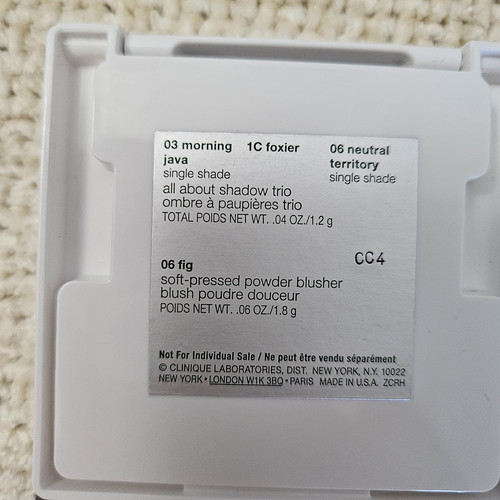 03 morning 1C foxier 06 neutral
java territory
single shade single shade
all about shadow trio
ombre à paupières trio
TOTAL POIDS NET WT. .04 OZ./1.2 g
CC4
06 fig
soft-pressed powder blusher
blush poudre douceur
POIDS NET WT. .06 OZ./1.8 g
Not For Individual Sale / Ne peut être vendu séparément
© CLINIQUE LABORATORIES, DIST. NEW YORK, N.Y. 10022
NEW YORK • LONDON W1K 3BQ • PARIS MADE IN U.S.A. ZCRH